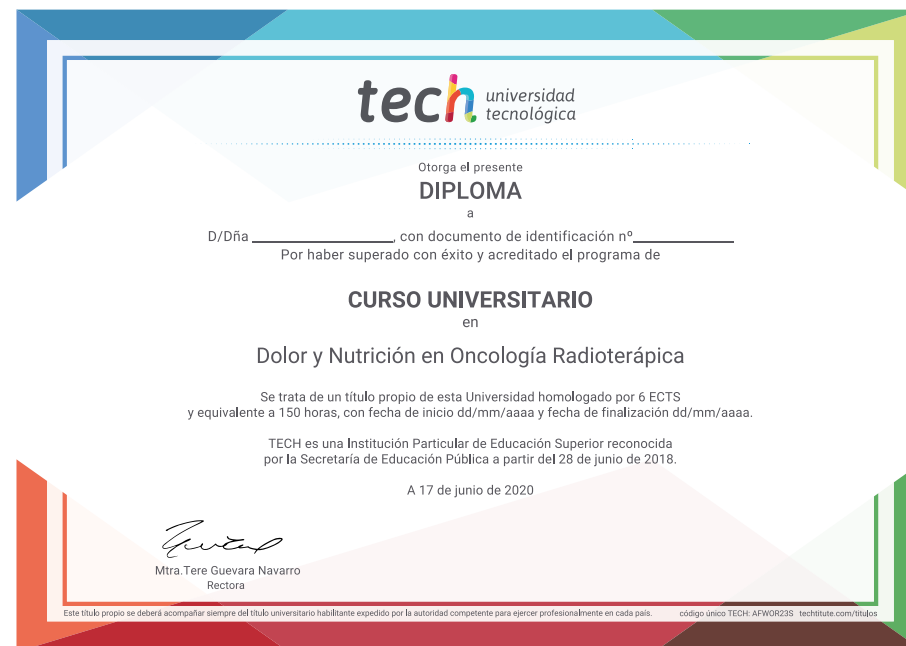 tech universidad
tecnológica
Otorga el presente
DIPLOMA
a
D/Dña ______________, con documento de identificación nº__________
Por haber superado con éxito y acreditado el programa de
CURSO UNIVERSITARIO
en
Dolor y Nutrición en Oncología Radioterápica
Se trata de un título propio de esta Universidad homologado por 6 ECTS
y equivalente a 150 horas, con fecha de inicio dd/mm/aaaa y fecha de finalización dd/mm/aaaa.
TECH es una Institución Particular de Educación Superior reconocida
por la Secretaría de Educación Pública a partir del 28 de junio de 2018.
A 17 de junio de 2020
Mtra.Tere Guevara Navarro
Rectora
Este título propio se deberá acompañar siempre del título universitario habilitante expedido por la autoridad competente para ejercer profesionalmente en cada país. código único TECH: AFWOR23S techtitute.com/títulos